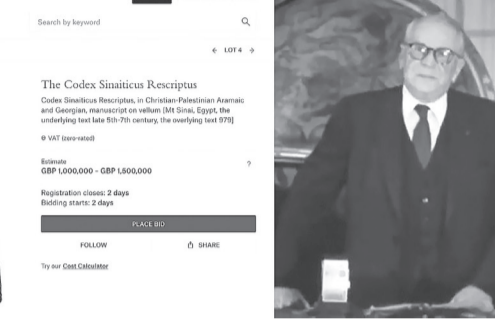 Search by keyword
← LOT 4 →
The Codex Sinaiticus Rescriptus
Codex Sinaiticus Rescriptus, in Christian-Palestinian Aramaic
and Georgian, manuscript on vellum [Mt Sinai, Egypt, the
underlying text late 5th-7th century, the overlying text 979]
VAT (zero-rated)
Estimate
?
GBP 1,000,000 - GBP 1,500,000
Registration closes: 2 days
Bidding starts: 2 days
PLACE BID
FOLLOW SHARE
Try our Cost Calculator